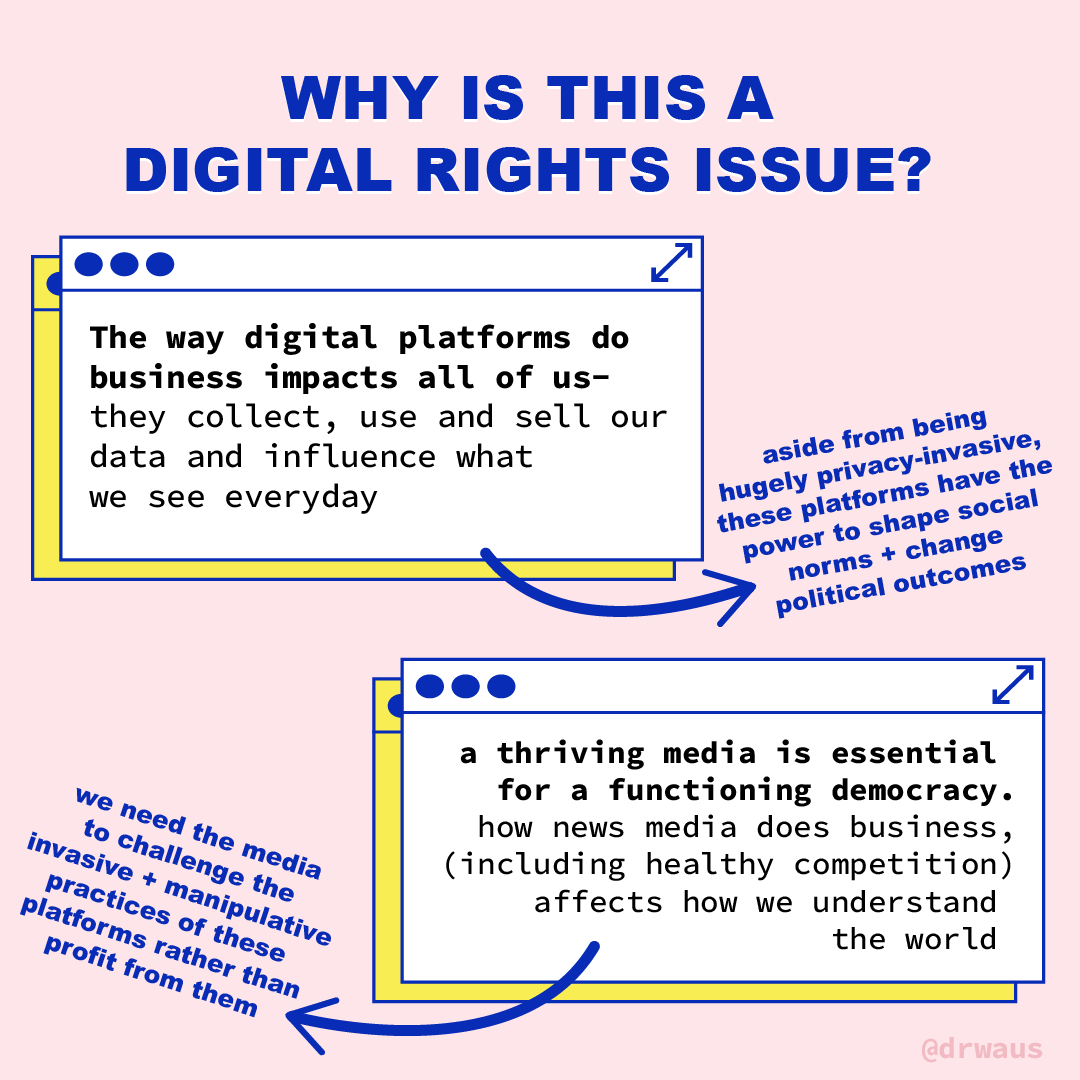 WHY IS THIS A
DIGITAL RIGHTS ISSUE?
The way digital platforms do
business impacts all of us-
they collect, use and sell our
data and influence what
we see everyday
aside from being
hugely privacy-invasive,
these platforms have the
power to shape social
norms + change
political outcomes
a thriving media is essential
for a functioning democracy.
how news media does business,
(including healthy competition)
affects how we understand
the world
we need the media
to challenge the
invasive + manipulative
practices of these
platforms rather than
profit from them
@drwaus